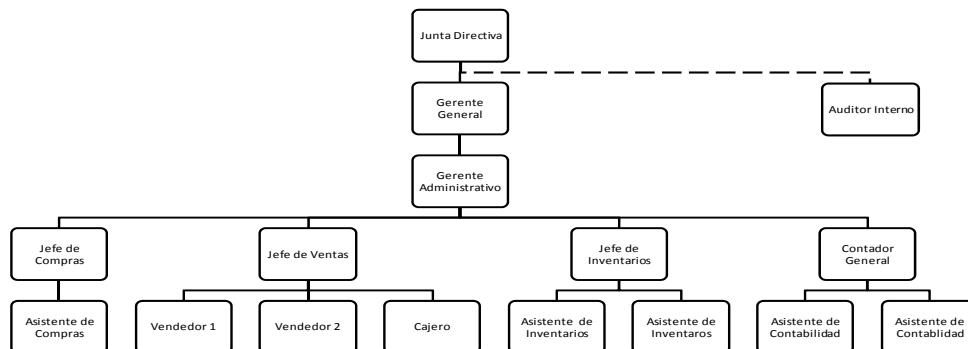 Junta Directiva
Gerente
General
Auditor Interno
Gerente
Administrativo
Jefe de
Compras
Jefe de Ventas
Jefe de
Inventarios
Contador
General
Asistente de
Compras
Vendedor 1
Vendedor 2
Cajero
Asistente de
Inventarios
Asistente de
Inventaros
Asistente de
Contabilidad
Asistente de
Contablidad